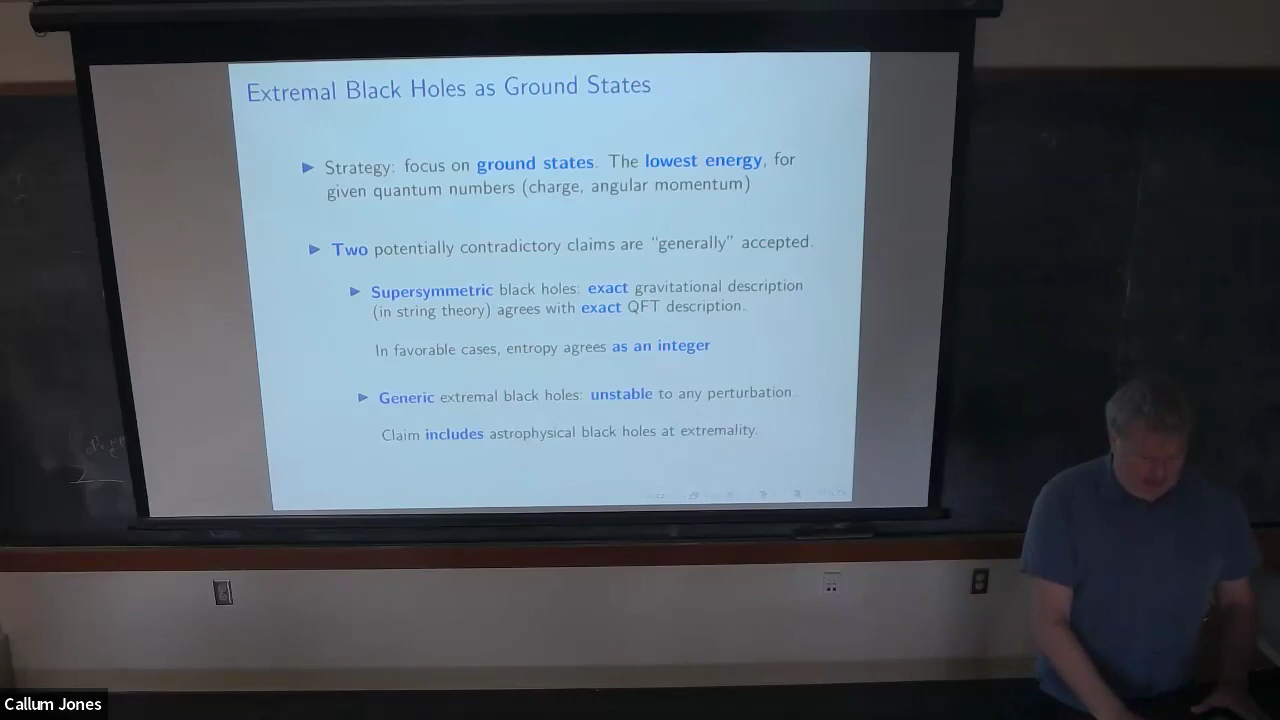 Extremal Black Holes as Ground States
Strategy: focus on ground states. The lowest energy, for
given quantum numbers (charge, angular momentum)
Two potentially contradictory claims are “generally” accepted.
Supersymmetric black holes: exact gravitational description
(in string theory) agrees with exact QFT description.
In favorable cases, entropy agrees as an integer
Generic extremal black holes: unstable to any perturbation.
Claim includes astrophysical black holes at extremality.
Callum Jones